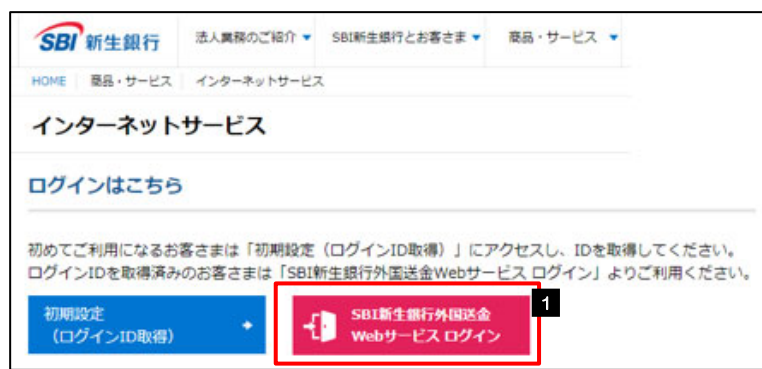 SBI 新生銀行 法人業務のご紹介 ▼ SBI新生銀行とお客さま ▼ 商品・サービス ▼
HOME 商品・サービス インターネットサービス
インターネットサービス
ログインはこちら
初めてご利用になるお客さまは「初期設定（ログインID取得）」にアクセスし、IDを取得してください。
ログインIDを取得済みのお客さまは「SBI新生銀行外国送金Webサービス ログイン」よりご利用ください。
初期設定
（ログインID取得）
SBI新生銀行外国送金
Webサービス ログイン
1